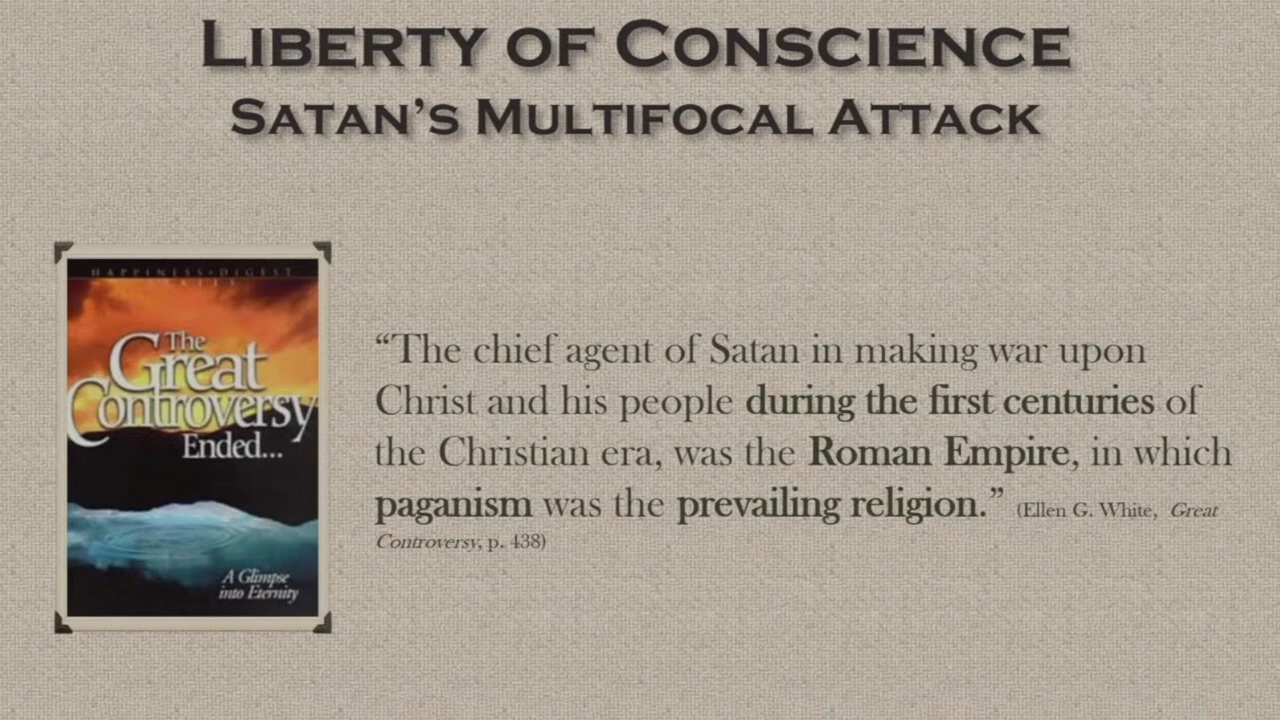 LIBERTY OF CONSCIENCE
SATAN'S MULTIFOCAL ATTACK
HAPPINESS•DIGEST
The
Great
Controversy
Ended...
A Glimpse
into Eternity
“The chief agent of Satan in making war upon
Christ and his people during the first centuries of
the Christian era, was the Roman Empire, in which
paganism was the prevailing religion.” (Ellen G. White, Great
Controversy, p. 438)